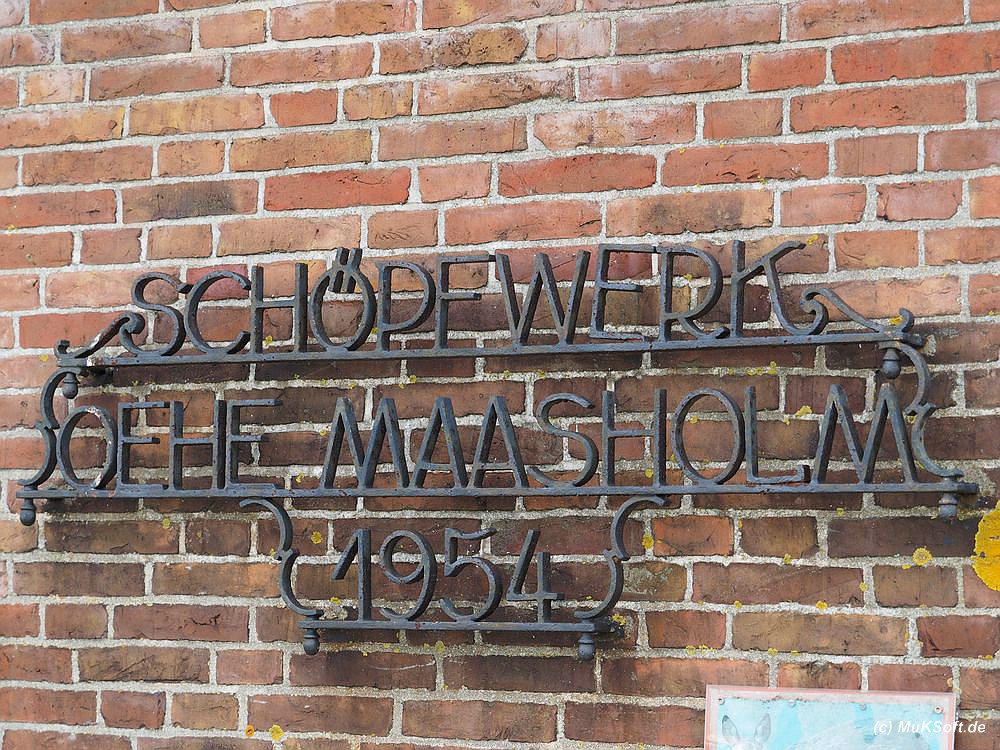 SCHÖPFWERK
OEHE MAASHOLM
1954
(c) MuKSoft.de